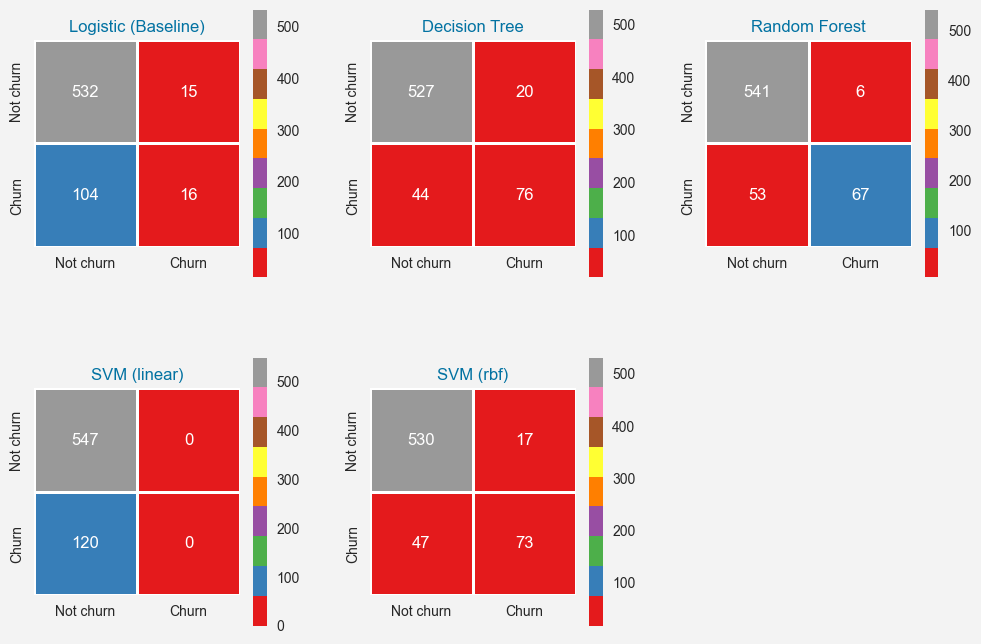 Logistic (Baseline)
Not churn
532
15
Churn
104
16
Not churn
Churn
500
400
300
200
100
Decision Tree
Not churn
527
20
Churn
44
76
Not churn
Churn
500
400
300
200
100
Random Forest
Not churn
541
6
Churn
53
67
Not churn
Churn
500
400
300
200
100
SVM (linear)
Not churn
547
0
Churn
120
0
Not churn
Churn
500
400
300
200
100
0
SVM (rbf)
Not churn
530
17
Churn
47
73
Not churn
Churn
500
400
300
200
100